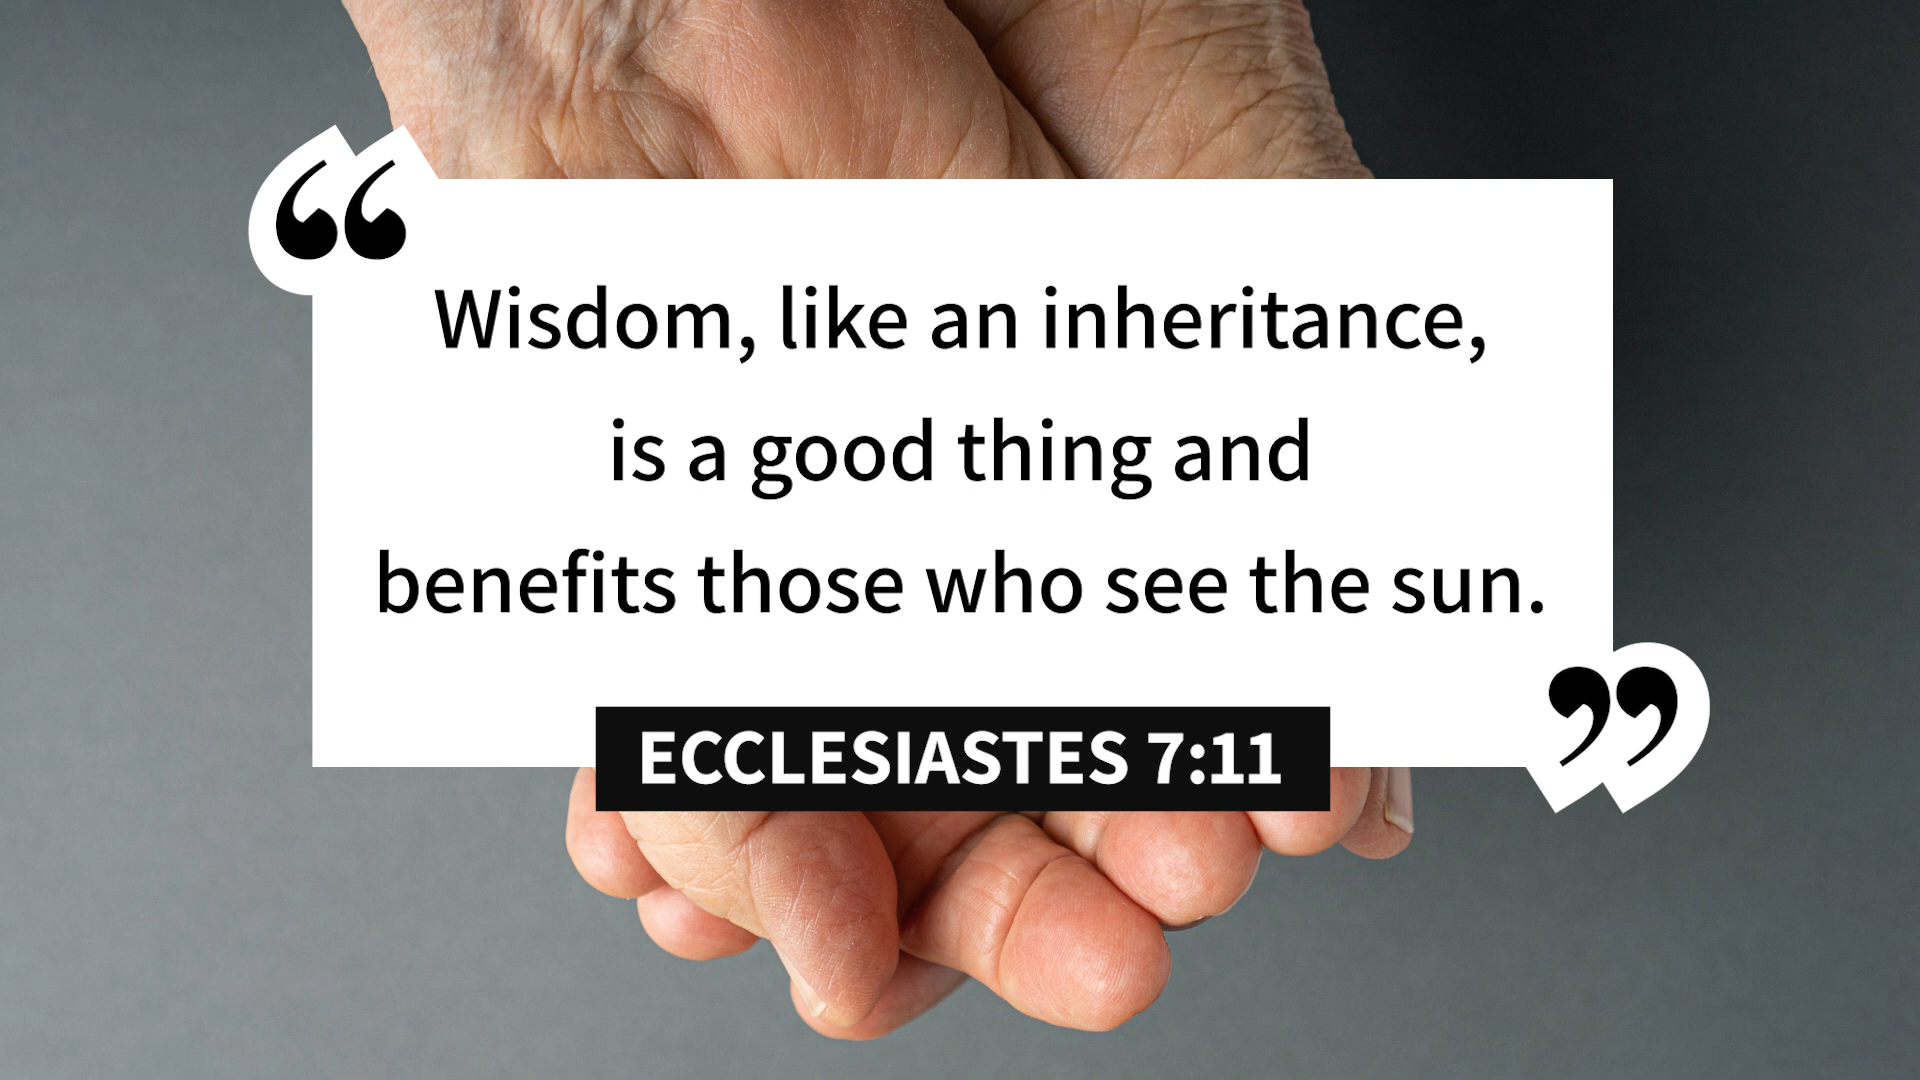 “
Wisdom, like an inheritance,
is a good thing and
benefits those who see the sun.
”
ECCLESIASTES 7:11